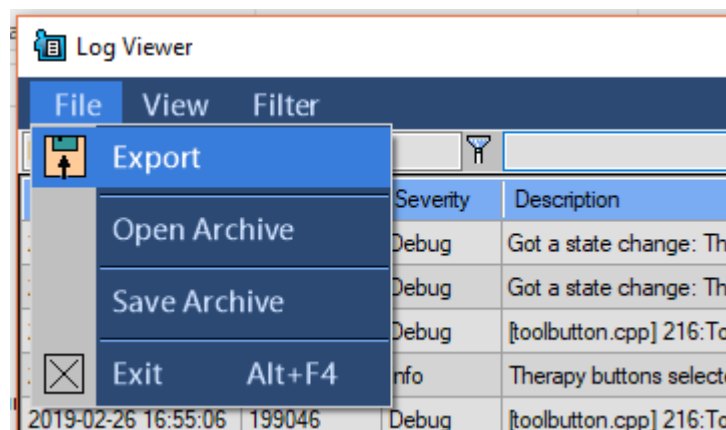 Log Viewer
File View Filter
Export
Severity Description
Open Archive
Debug Got a state change: Th
Debug Got a state change: Th
Save Archive
Debug [toolbutton.cpp] 216:To
Exit Alt+F4
nfo Therapy buttons select
2019-02-26 16:55:06 199046 Debug [toolbutton.cpp] 216:To